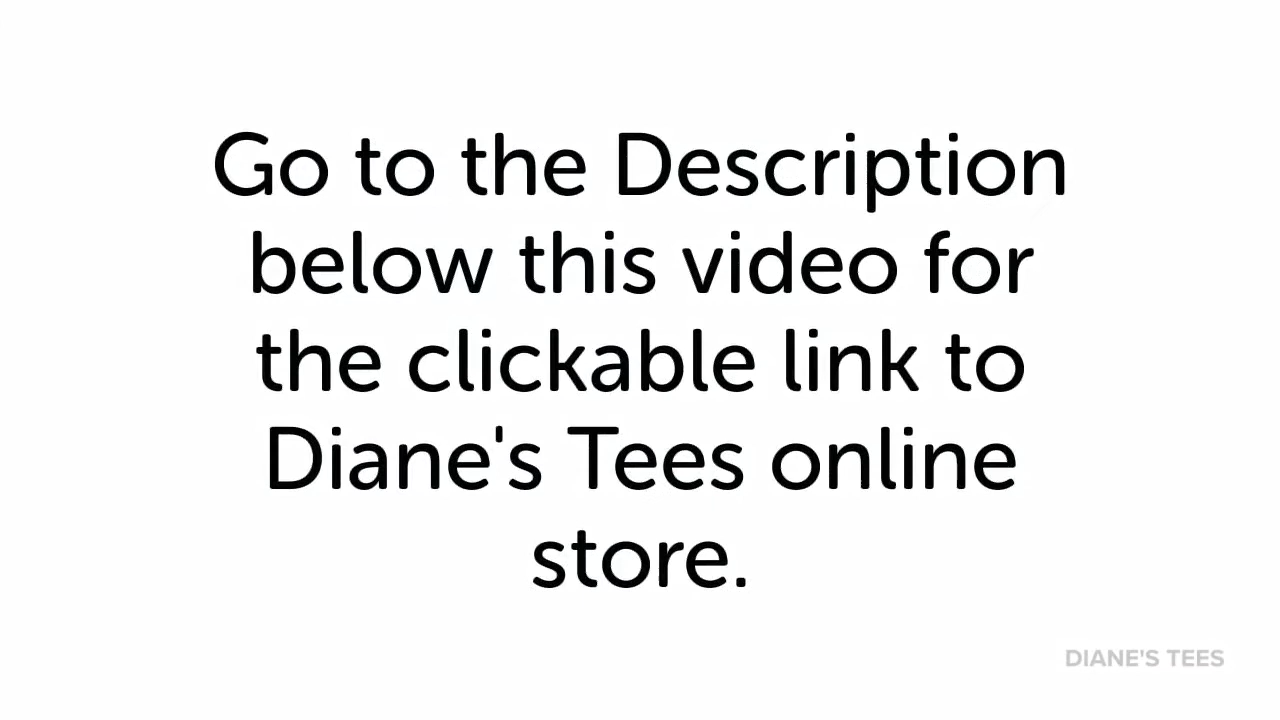 Go to the Description
below this video for
the clickable link to
Diane's Tees online
store.
DIANE'S TEES